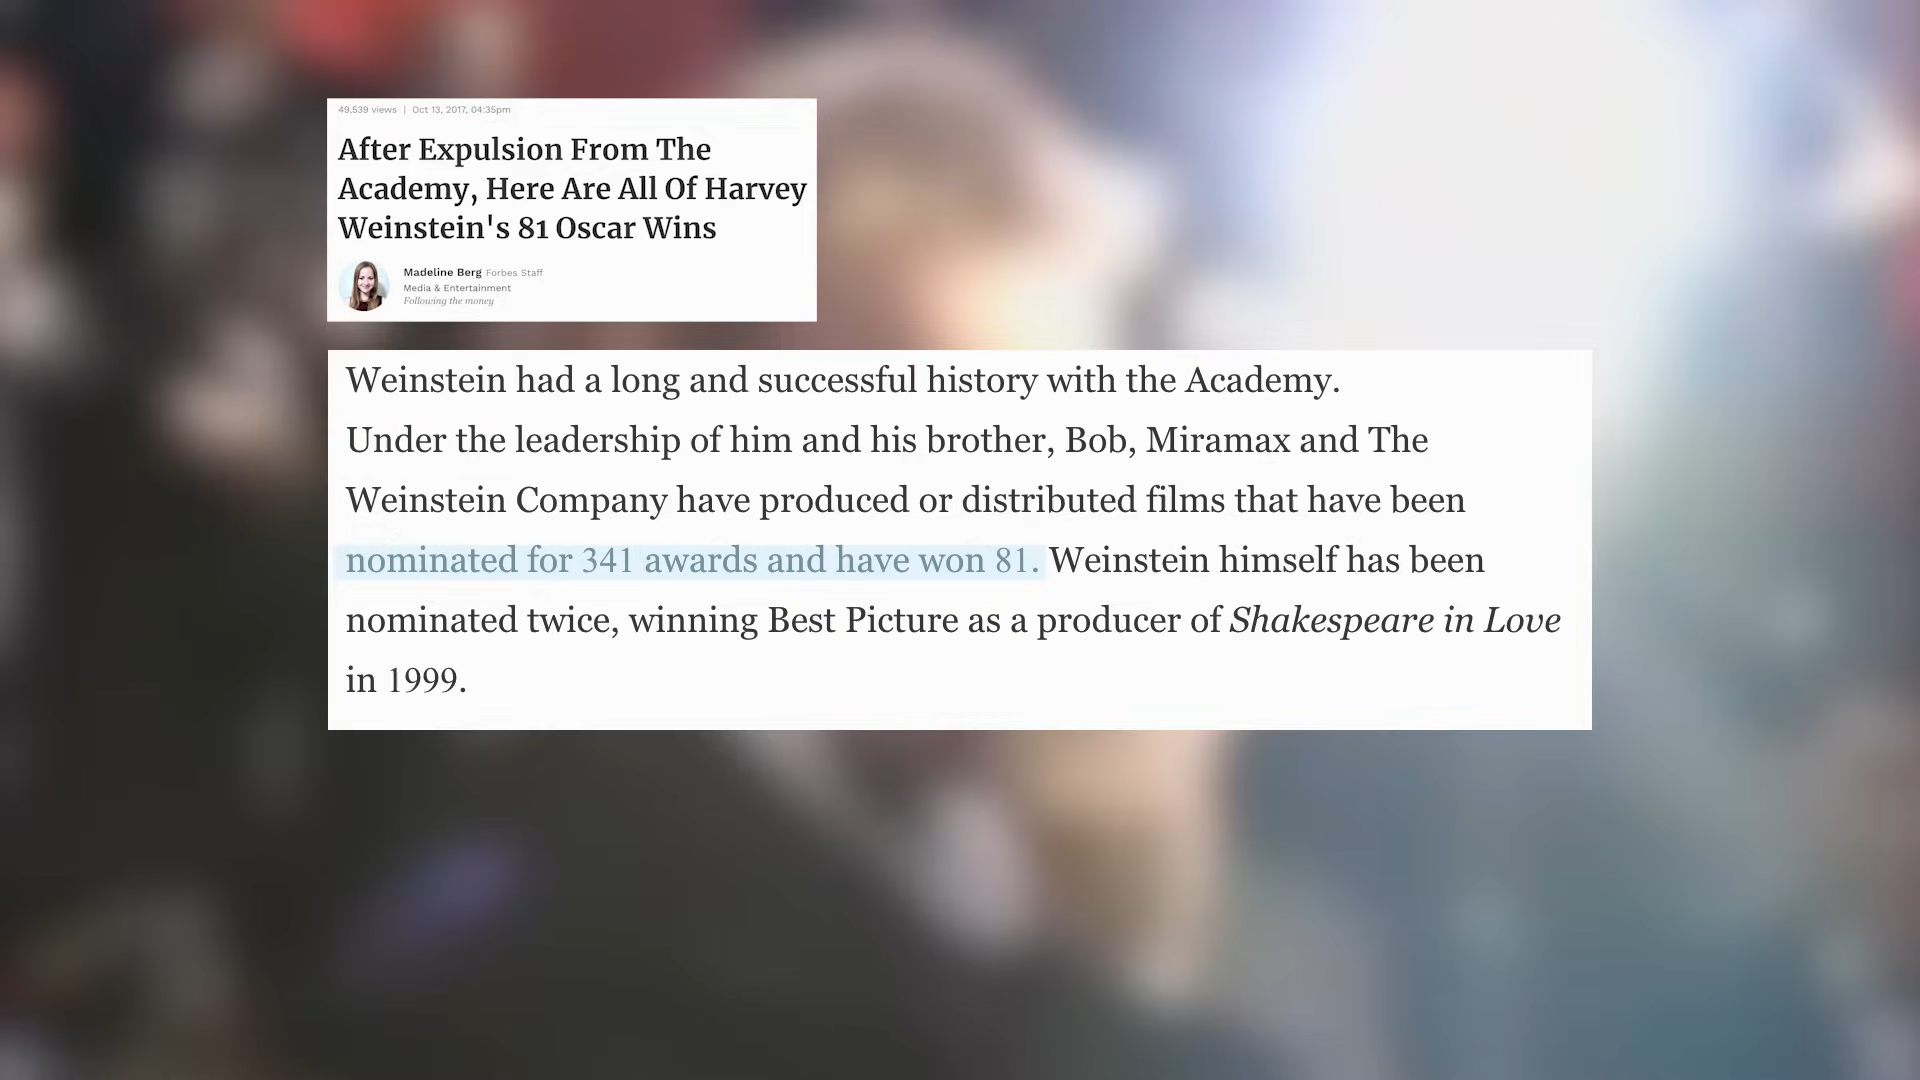 49,539 views | Oct 13, 2017, 04:35pm
After Expulsion From The
Academy, Here Are All Of Harvey
Weinstein's 81 Oscar Wins
Madeline Berg Forbes Staff
Media & Entertainment
Following the money
Weinstein had a long and successful history with the Academy.
Under the leadership of him and his brother, Bob, Miramax and The
Weinstein Company have produced or distributed films that have been
nominated for 341 awards and have won 81. Weinstein himself has been
nominated twice, winning Best Picture as a producer of Shakespeare in Love
in 1999.